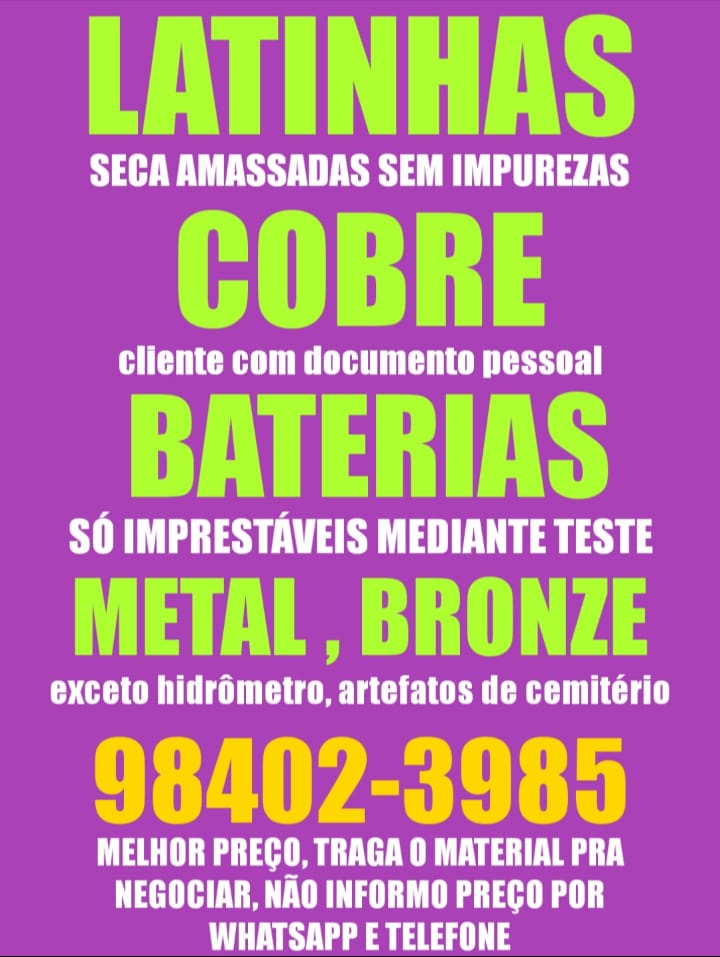 LATINHAS
SECA AMASSADAS SEM IMPUREZAS
COBRE
cliente com documento pessoal
BATERIAS
SÓ IMPRESTÁVEIS MEDIANTE TESTE
METAL , BRONZE
exceto hidrômetro, artefatos de cemitério
98402-3985
MELHOR PREÇO, TRAGA O MATERIAL PRA
NEGOCIAR, NÃO INFORMO PREÇO POR
WHATSAPP E TELEFONE